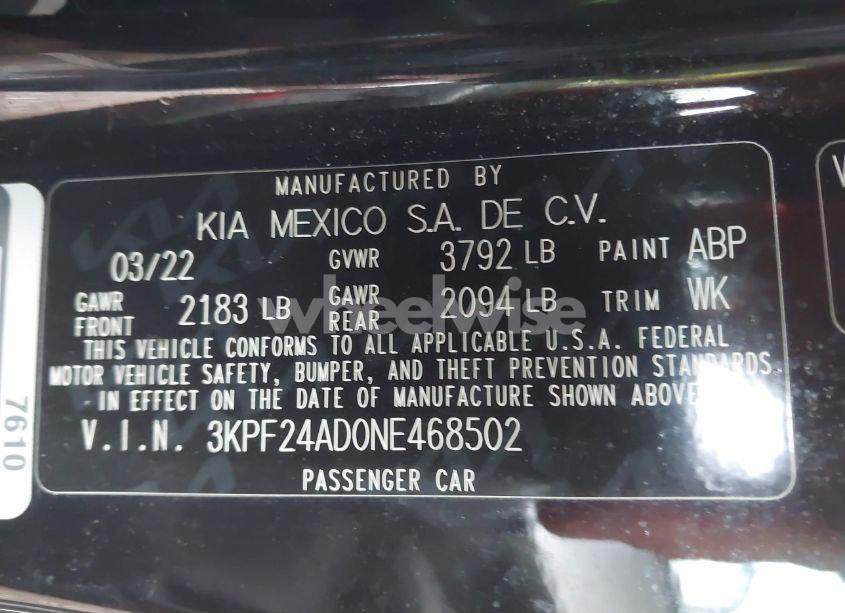 MANUFACTURED BY
KIA MEXICO S.A. DE C.V.
03/22 GVWR 3792 LB PAINT ABP
GAWR FRONT 2183 LB GAWR REAR 2094 LB TRIM WK
THIS VEHICLE CONFORMS TO ALL APPLICABLE U.S.A. FEDERAL
MOTOR VEHICLE SAFETY, BUMPER, AND THEFT PREVENTION STANDARDS
IN EFFECT ON THE DATE OF MANUFACTURE SHOWN ABOVE
V.I.N. 3KPF24AD0NE468502
PASSENGER CAR
wheelwise
7610
V